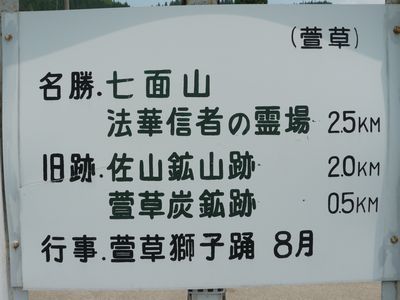 (萱草)
名勝.七面山
法華信者の霊場 2.5KM
旧跡.佐山鉱山跡 2.0KM
萱草炭鉱跡 0.5KM
行事.萱草獅子踊 8月